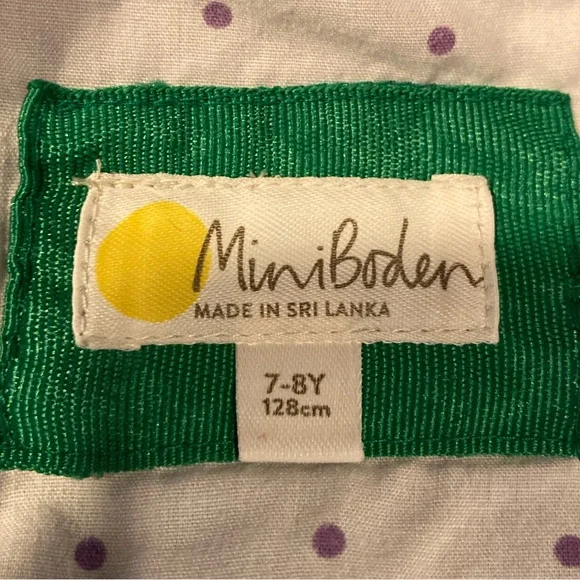 MiniBoden
MADE IN SRI LANKA
7-8Y
128cm